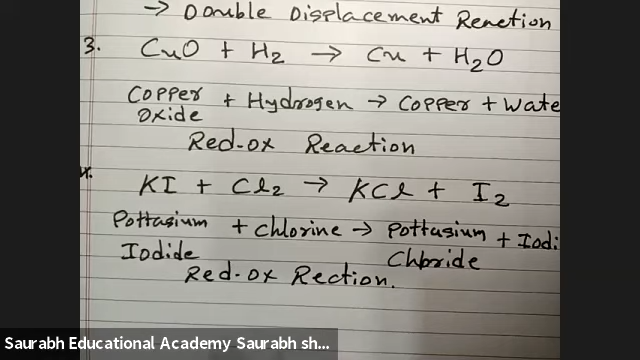 → Double Displacement Reaction
3. CuO + H2 → Cu + H2O
Copper + Hydrogen → Copper + Wate
Oxide
Red-ox Reaction
KI + Cl2 → KCl + I2
Pottasium + chlorine → Pottasium + Iodi
Iodide Chloride
Red-ox Rection.
Saurabh Educational Academy Saurabh sh...